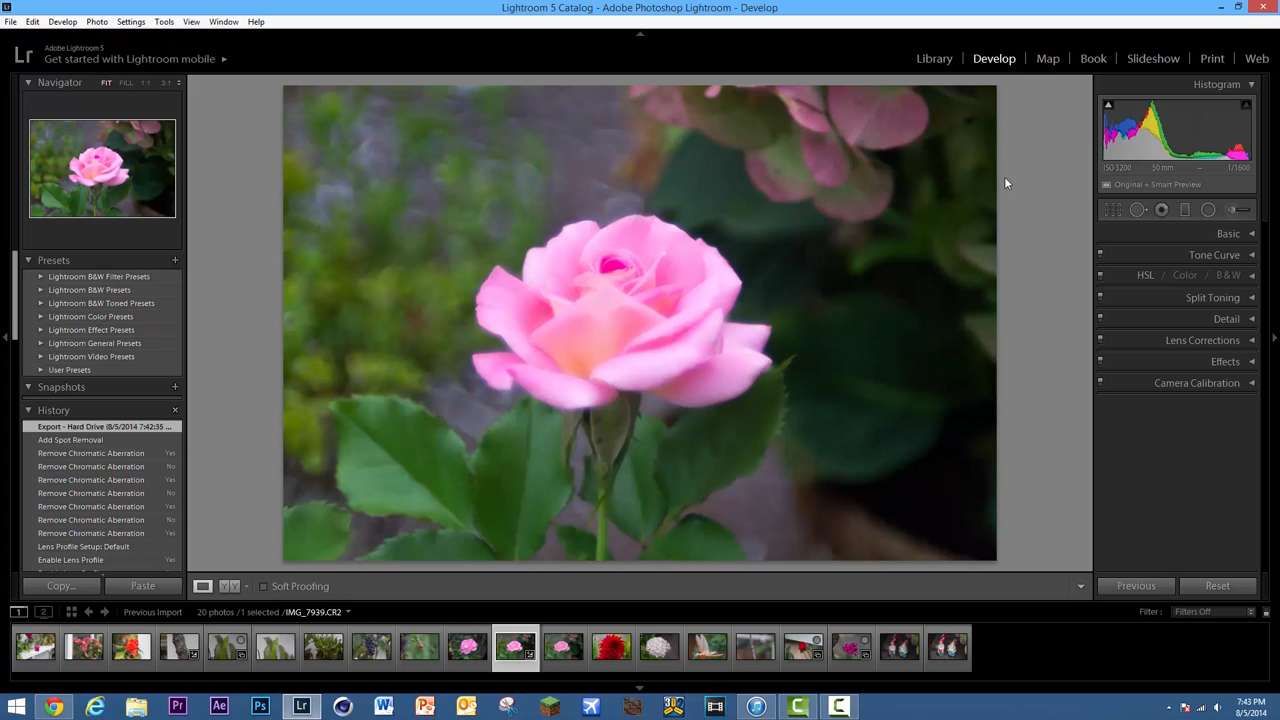 Lightroom 5 Catalog - Adobe Photoshop Lightroom - Develop
File Edit Develop Photo Settings Tools View Window Help
Lr
Adobe Lightroom 5
Get started with Lightroom mobile
Library Develop Map Book Slideshow Print Web
Navigator FIT FILL 1:1 3:1
Histogram
ISO 3200 50 mm -- 1/1600
Original + Smart Preview
Basic
Tone Curve
HSL / Color / B & W
Split Toning
Detail
Lens Corrections
Effects
Camera Calibration
Presets +
Lightroom B&W Filter Presets
Lightroom B&W Presets
Lightroom B&W Toned Presets
Lightroom Color Presets
Lightroom Effect Presets
Lightroom General Presets
Lightroom Video Presets
User Presets
Snapshots +
History
Export - Hard Drive (8/5/2014 7:42:35 ...
Add Spot Removal
Remove Chromatic Aberration Yes
Remove Chromatic Aberration No
Remove Chromatic Aberration Yes
Remove Chromatic Aberration No
Remove Chromatic Aberration Yes
Remove Chromatic Aberration No
Remove Chromatic Aberration Yes
Lens Profile Setup: Default
Enable Lens Profile Yes
Copy... Paste
Y Y
Soft Proofing
Previous Reset
1 2 Previous Import 20 photos /1 selected /IMG_7939.CR2
Filter : Filters Off
Pr Ae Ps Lr
7:43 PM
8/5/2014